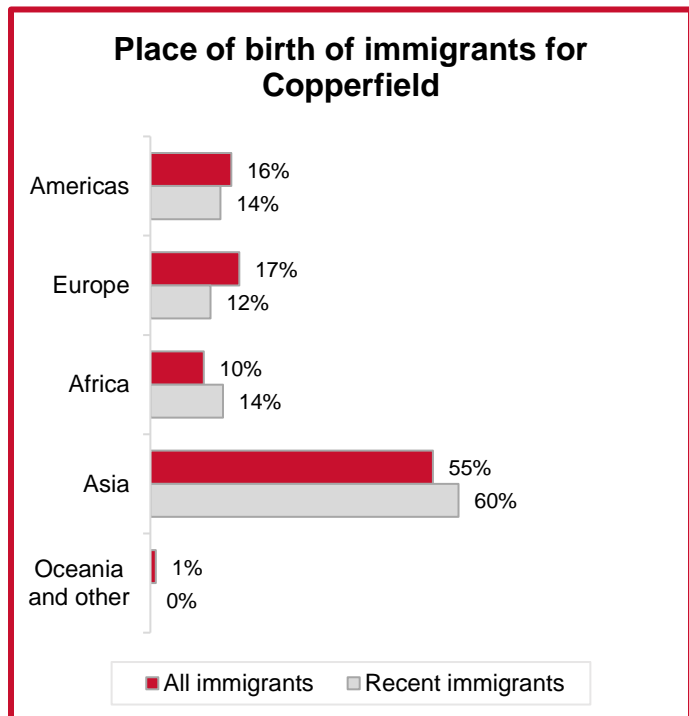 Place of birth of immigrants for
Copperfield
Americas
16%
14%
Europe
17%
12%
Africa
10%
14%
Asia
55%
60%
Oceania
and other
1%
0%
All immigrants
Recent immigrants